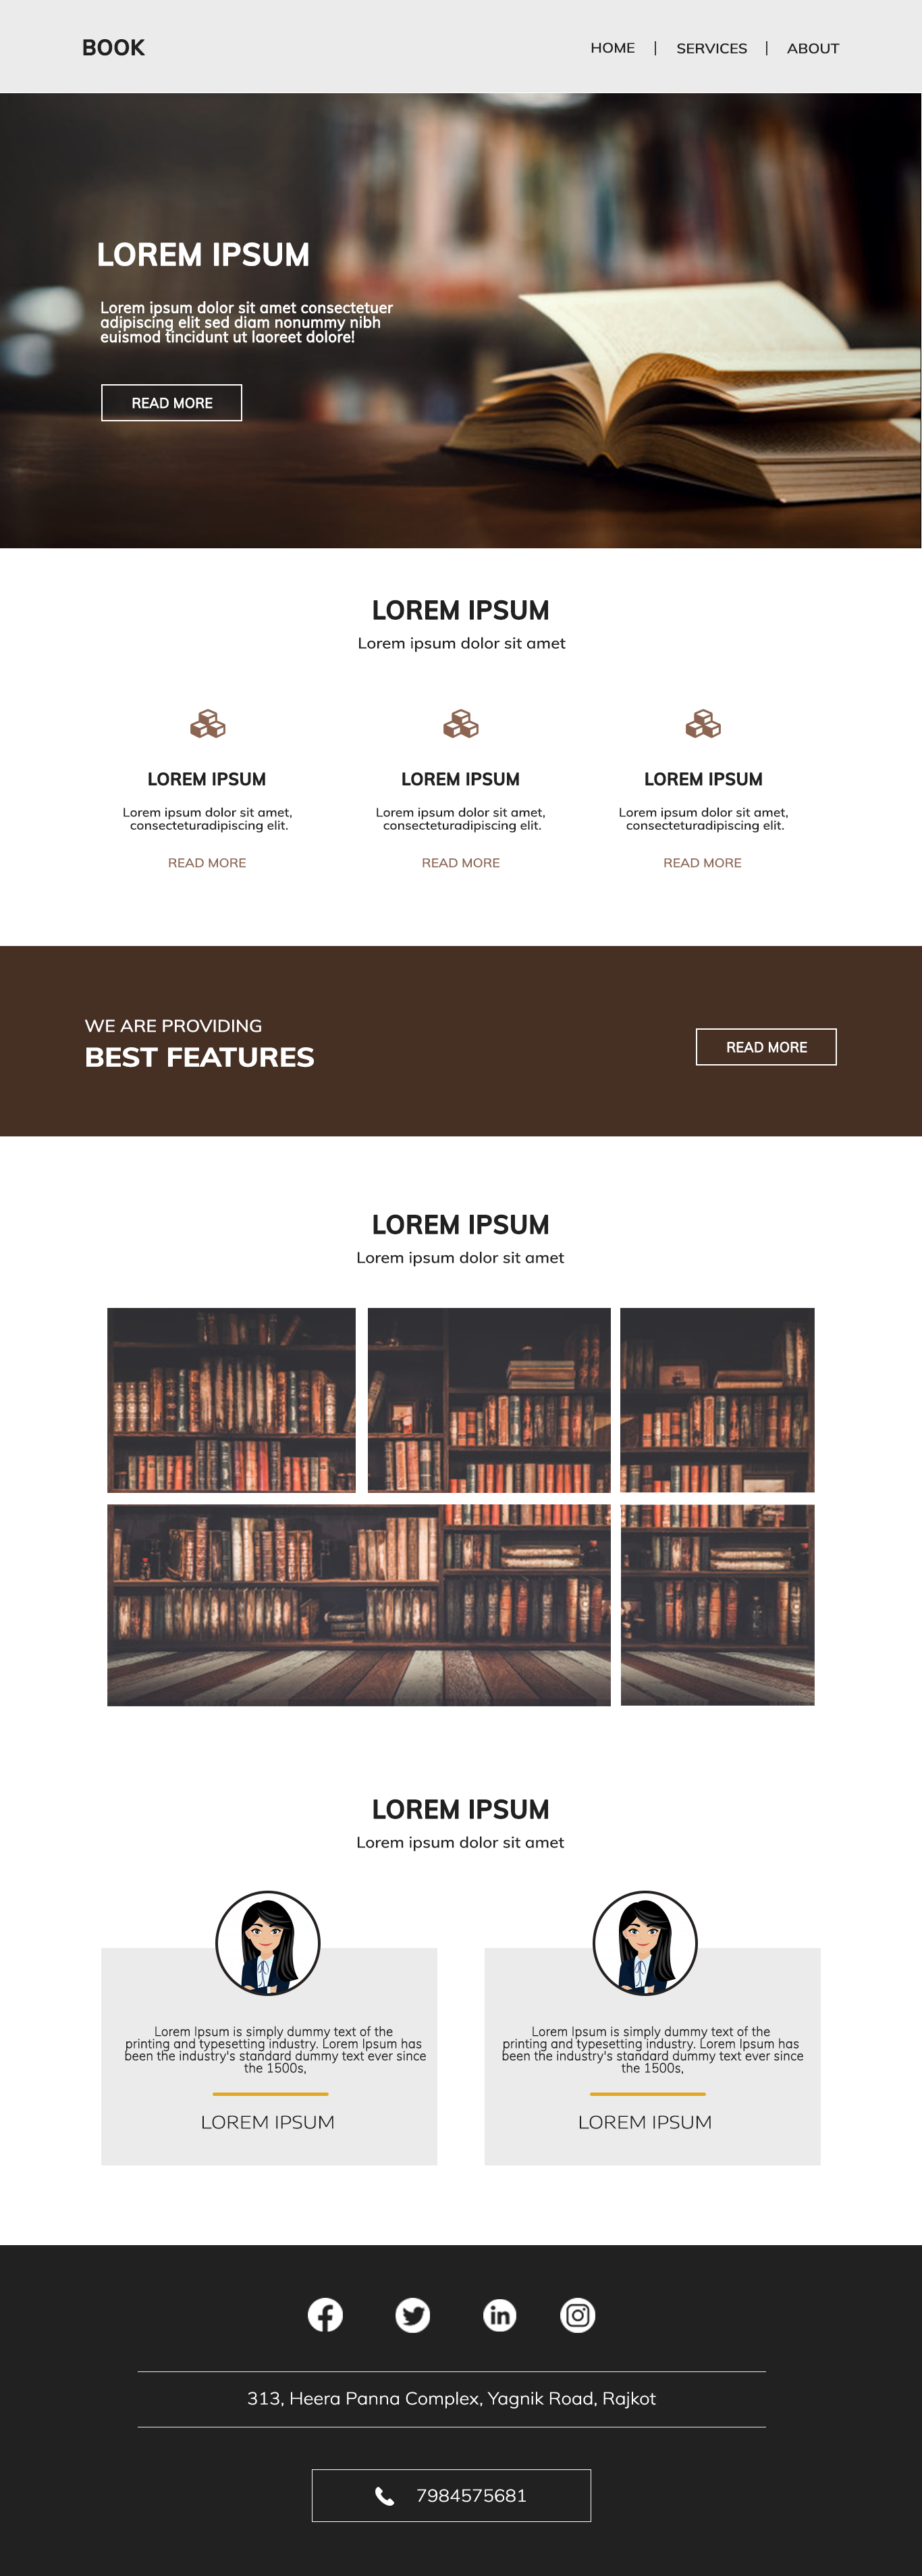 BOOK
HOME | SERVICES | ABOUT
LOREM IPSUM
Lorem ipsum dolor sit amet consectetuer
adipiscing elit sed diam nonummy nibh
euismod tincidunt ut laoreet dolore!
READ MORE
LOREM IPSUM
Lorem ipsum dolor sit amet
LOREM IPSUM
Lorem ipsum dolor sit amet,
consecteturadipiscing elit.
READ MORE
LOREM IPSUM
Lorem ipsum dolor sit amet,
consecteturadipiscing elit.
READ MORE
LOREM IPSUM
Lorem ipsum dolor sit amet,
consecteturadipiscing elit.
READ MORE
WE ARE PROVIDING
BEST FEATURES
READ MORE
LOREM IPSUM
Lorem ipsum dolor sit amet
LOREM IPSUM
Lorem ipsum dolor sit amet
Lorem Ipsum is simply dummy text of the
printing and typesetting industry. Lorem Ipsum has
been the industry's standard dummy text ever since
the 1500s,
LOREM IPSUM
Lorem Ipsum is simply dummy text of the
printing and typesetting industry. Lorem Ipsum has
been the industry's standard dummy text ever since
the 1500s,
LOREM IPSUM
313, Heera Panna Complex, Yagnik Road, Rajkot
7984575681